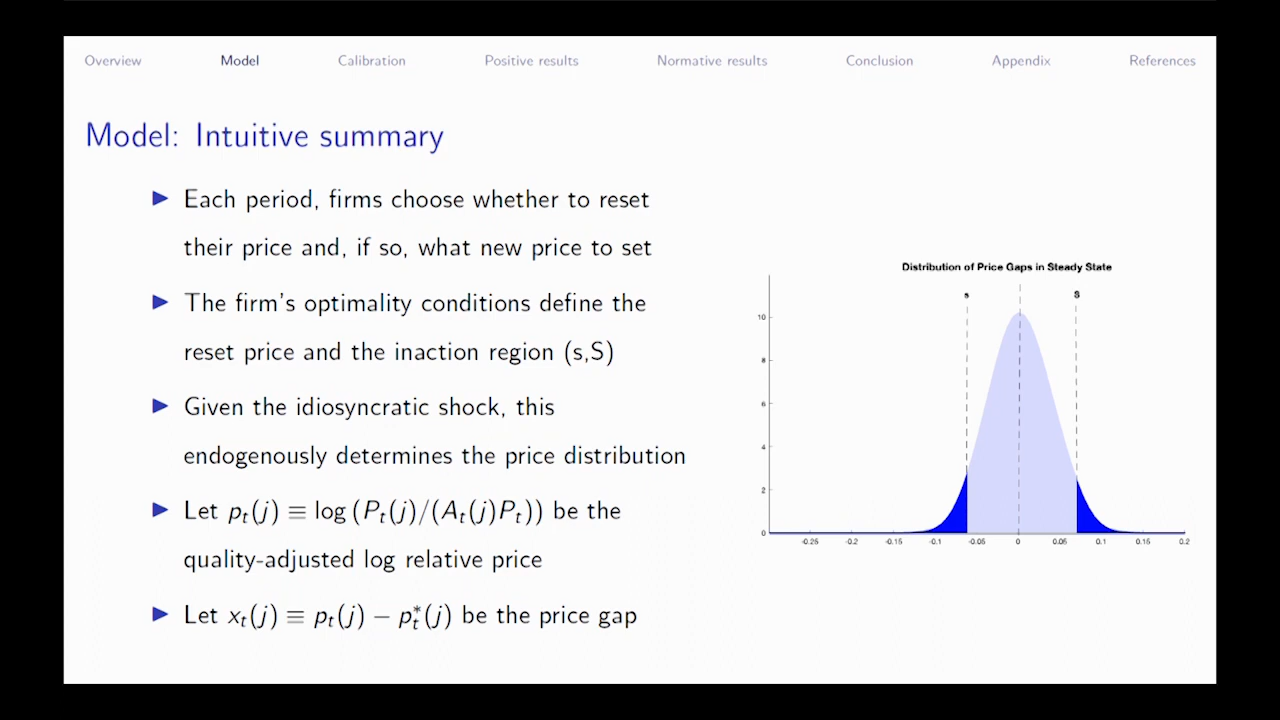 Overview Model Calibration Positive results Normative results Conclusion Appendix References
Model: Intuitive summary
Each period, firms choose whether to reset
their price and, if so, what new price to set
The firm's optimality conditions define the
reset price and the inaction region (s,S)
Given the idiosyncratic shock, this
endogenously determines the price distribution
Let pₜ(j) ≡ log (Pₜ(j)/(Aₜ(j)Pₜ)) be the
quality-adjusted log relative price
Let xₜ(j) ≡ pₜ(j) − pₜ*(j) be the price gap
Distribution of Price Gaps in Steady State
s S
10
8
6
4
2
0
-0.25 -0.2 -0.15 -0.1 -0.05 0 0.05 0.1 0.15 0.2